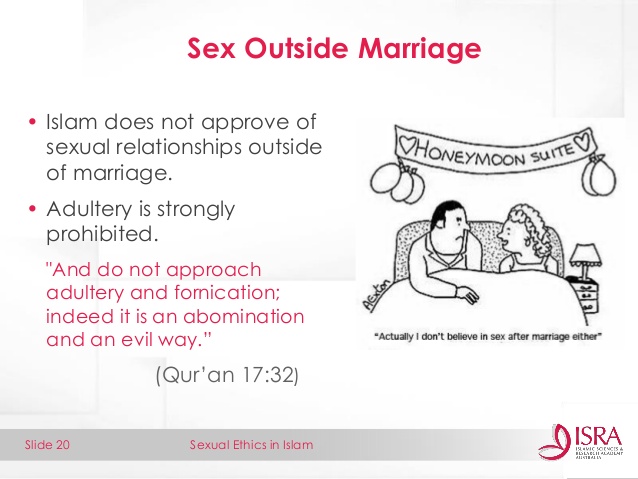 Sex Outside Marriage
• Islam does not approve of
sexual relationships outside
of marriage.
• Adultery is strongly
prohibited.
"And do not approach
adultery and fornication;
indeed it is an abomination
and an evil way.”
(Qur’an 17:32)
HONEYMOON SUITE
AExton
"Actually I don't believe in sex after marriage either"
Slide 20
Sexual Ethics in Islam
ISRA
ISLAMIC SCIENCES &
RESEARCH ACADEMY
AUSTRALIA